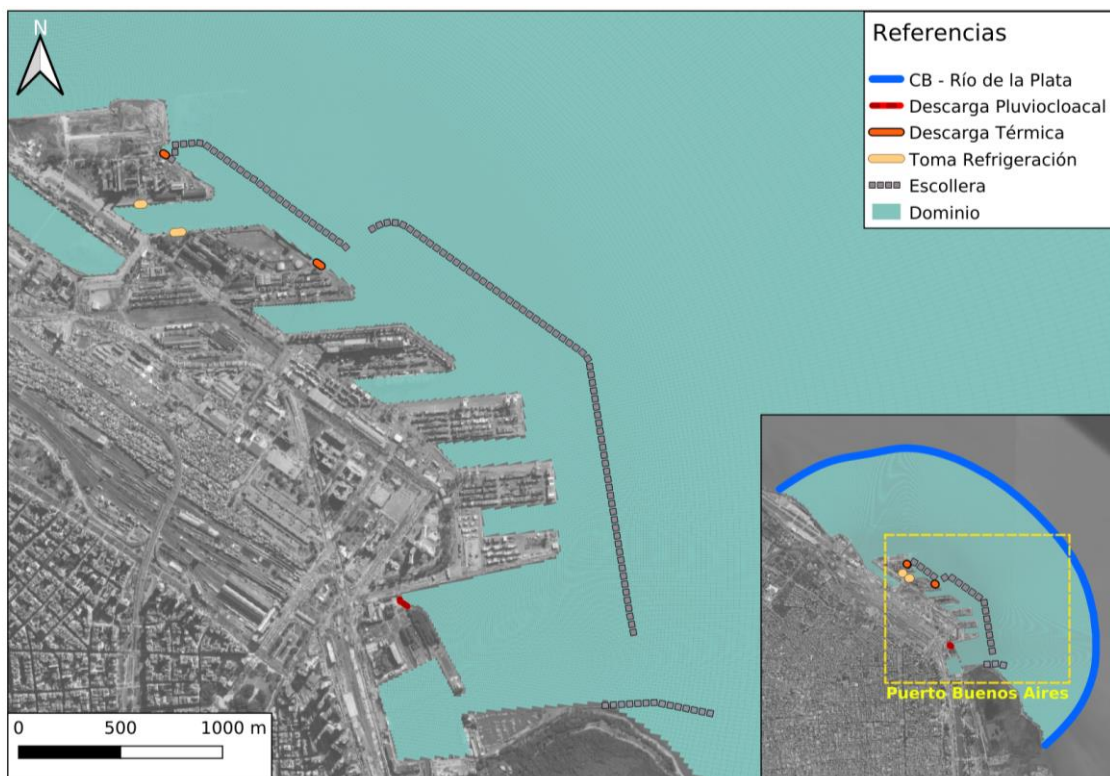 N
Referencias
CB - Río de la Plata
Descarga Pluviocloacal
Descarga Térmica
Toma Refrigeración
Escollera
Dominio
Puerto Buenos Aires
0 500 1000 m